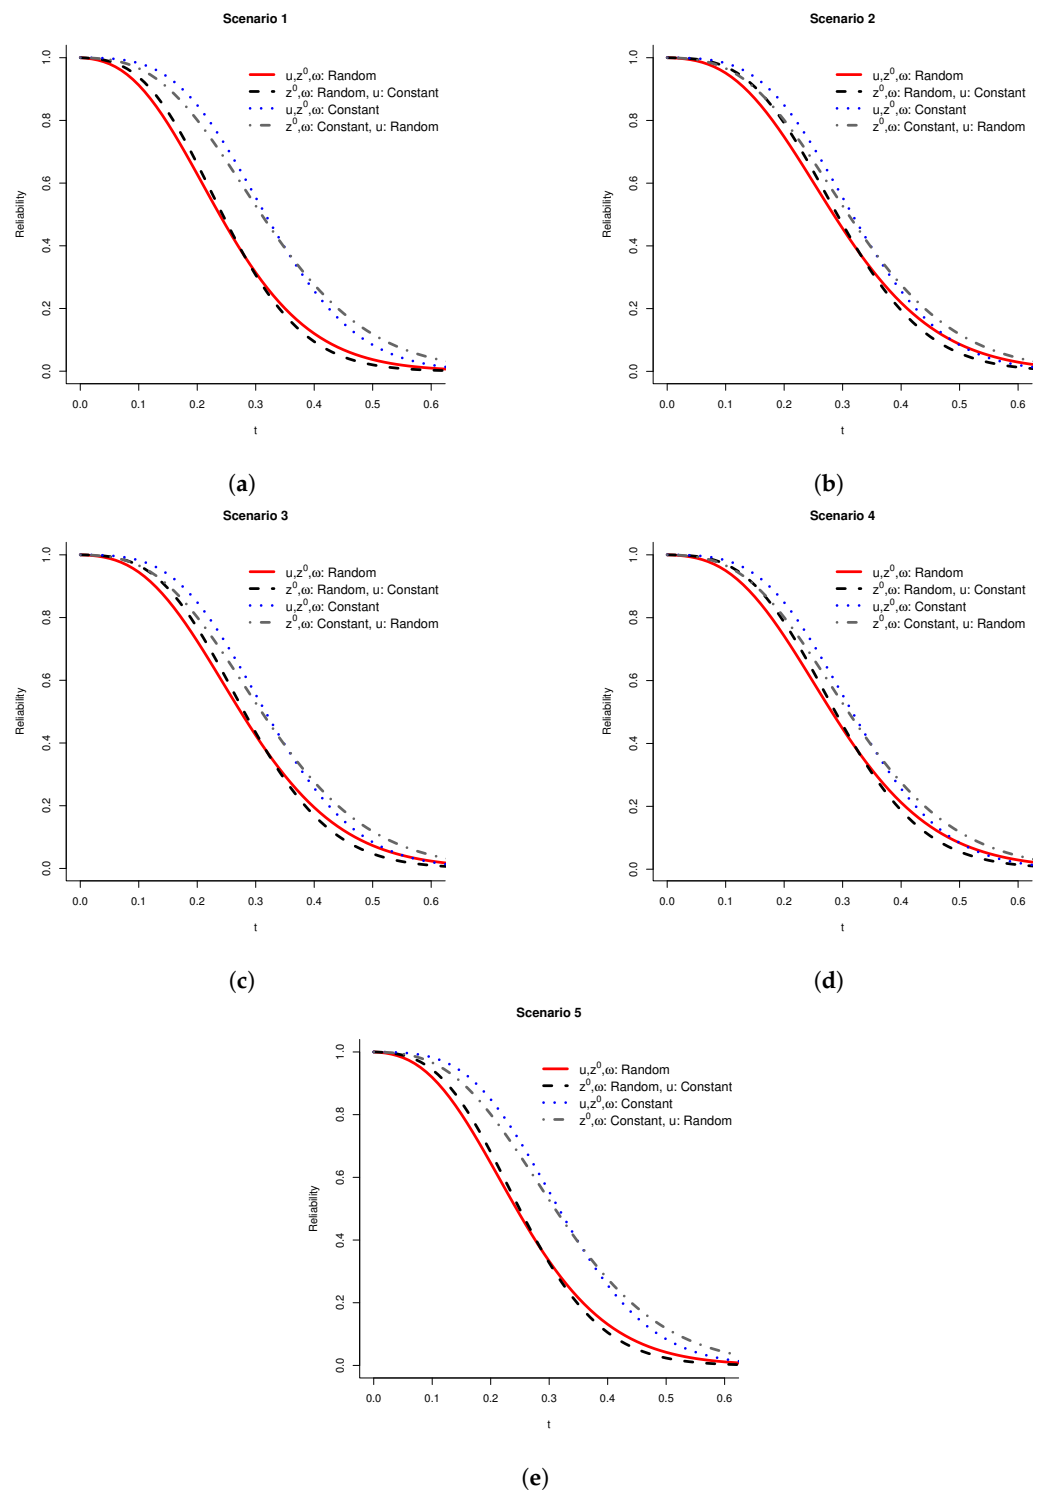 Scenario 1
Reliability
1.0
0.8
0.6
0.4
0.2
0.0
u,z⁰,ω: Random
z⁰,ω: Random, u: Constant
u,z⁰,ω: Constant
z⁰,ω: Constant, u: Random
0.0 0.1 0.2 0.3 0.4 0.5 0.6
t
(a)
Scenario 2
Reliability
1.0
0.8
0.6
0.4
0.2
0.0
u,z⁰,ω: Random
z⁰,ω: Random, u: Constant
u,z⁰,ω: Constant
z⁰,ω: Constant, u: Random
0.0 0.1 0.2 0.3 0.4 0.5 0.6
t
(b)
Scenario 3
Reliability
1.0
0.8
0.6
0.4
0.2
0.0
u,z⁰,ω: Random
z⁰,ω: Random, u: Constant
u,z⁰,ω: Constant
z⁰,ω: Constant, u: Random
0.0 0.1 0.2 0.3 0.4 0.5 0.6
t
(c)
Scenario 4
Reliability
1.0
0.8
0.6
0.4
0.2
0.0
u,z⁰,ω: Random
z⁰,ω: Random, u: Constant
u,z⁰,ω: Constant
z⁰,ω: Constant, u: Random
0.0 0.1 0.2 0.3 0.4 0.5 0.6
t
(d)
Scenario 5
Reliability
1.0
0.8
0.6
0.4
0.2
0.0
u,z⁰,ω: Random
z⁰,ω: Random, u: Constant
u,z⁰,ω: Constant
z⁰,ω: Constant, u: Random
0.0 0.1 0.2 0.3 0.4 0.5 0.6
t
(e)